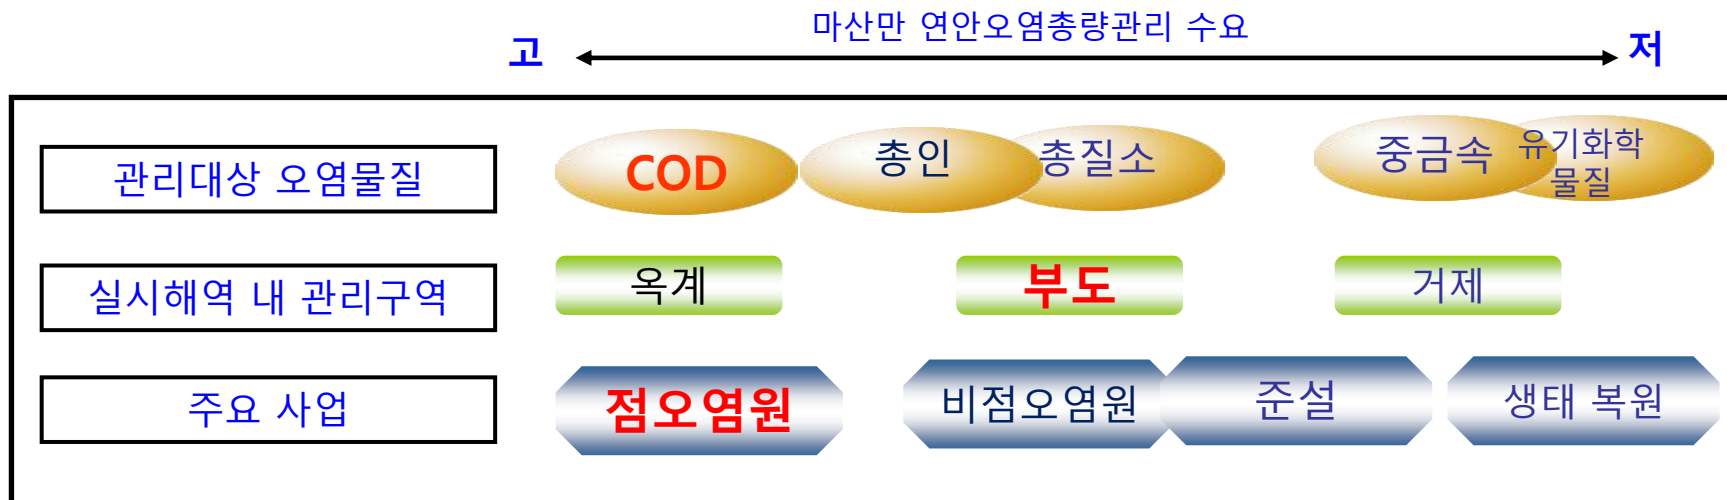 마산만 연안오염총량관리 수요
고 저
관리대상 오염물질 COD 총인 총질소 중금속 유기화학
물질
실시해역 내 관리구역 옥계 부도 거제
주요 사업 점오염원 비점오염원 준설 생태 복원